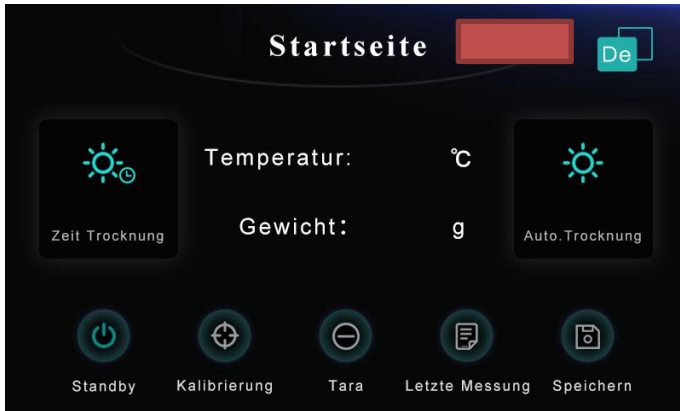 Startseite
De
Temperatur: ℃
Zeit Trocknung
Gewicht: g
Auto.Trocknung
Standby
Kalibrierung
Tara
Letzte Messung
Speichern